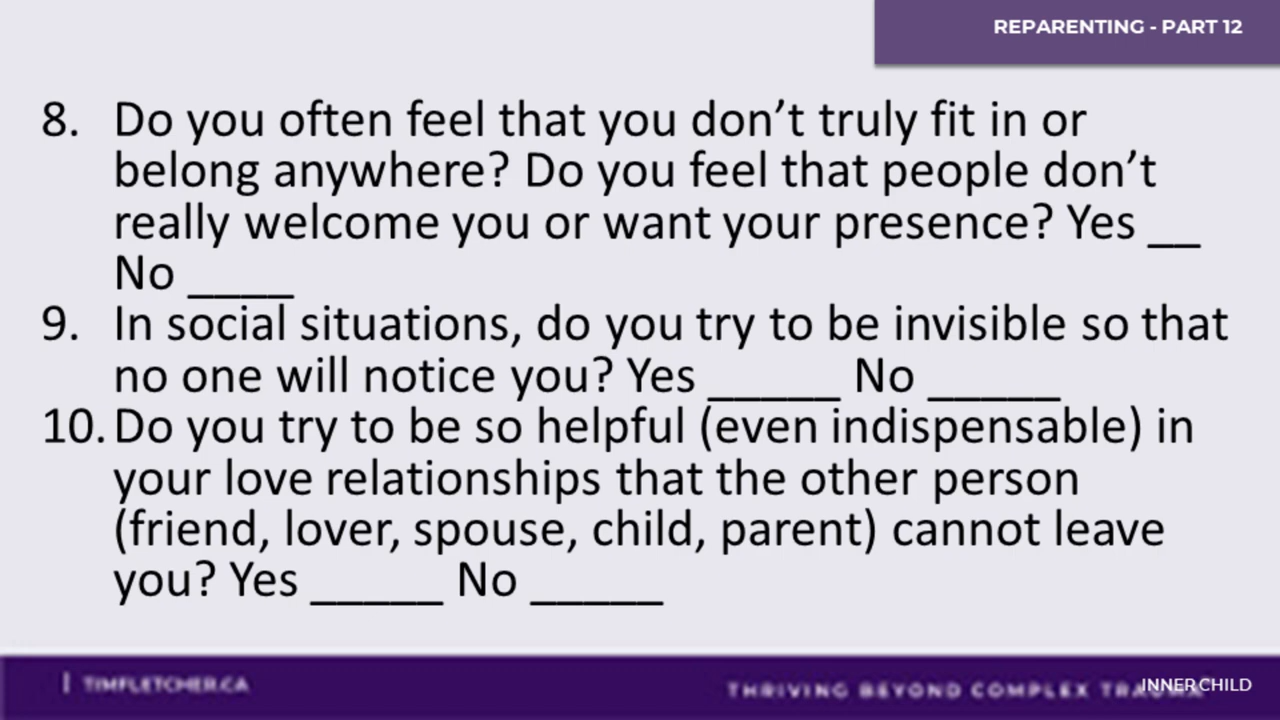 REPARENTING - PART 12
8. Do you often feel that you don't truly fit in or
belong anywhere? Do you feel that people don't
really welcome you or want your presence? Yes __
No ____
9. In social situations, do you try to be invisible so that
no one will notice you? Yes _____ No _____
10. Do you try to be so helpful (even indispensable) in
your love relationships that the other person
(friend, lover, spouse, child, parent) cannot leave
you? Yes _____ No _____
| TIMFLETCHER.CA
THRIVING BEYOND COMPLEX TRAUMA
INNER CHILD